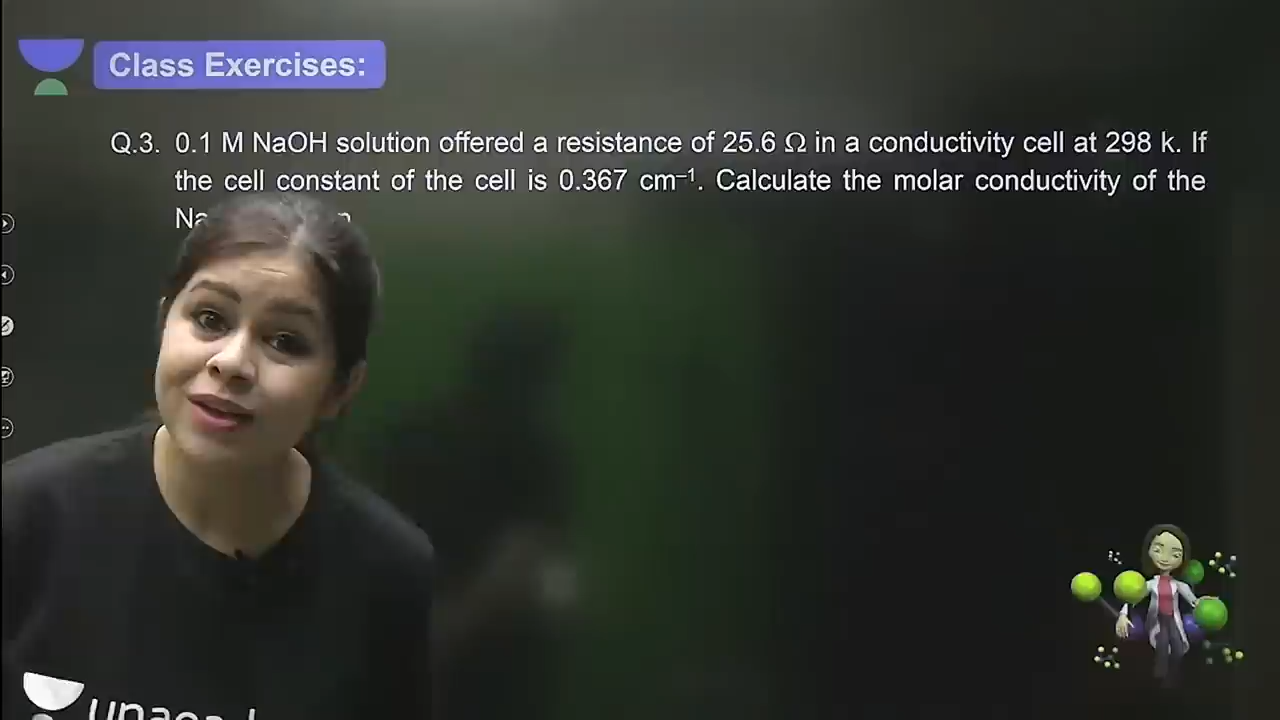 Class Exercises:
Q.3. 0.1 M NaOH solution offered a resistance of 25.6 Ω in a conductivity cell at 298 k. If
the cell constant of the cell is 0.367 cm⁻¹. Calculate the molar conductivity of the